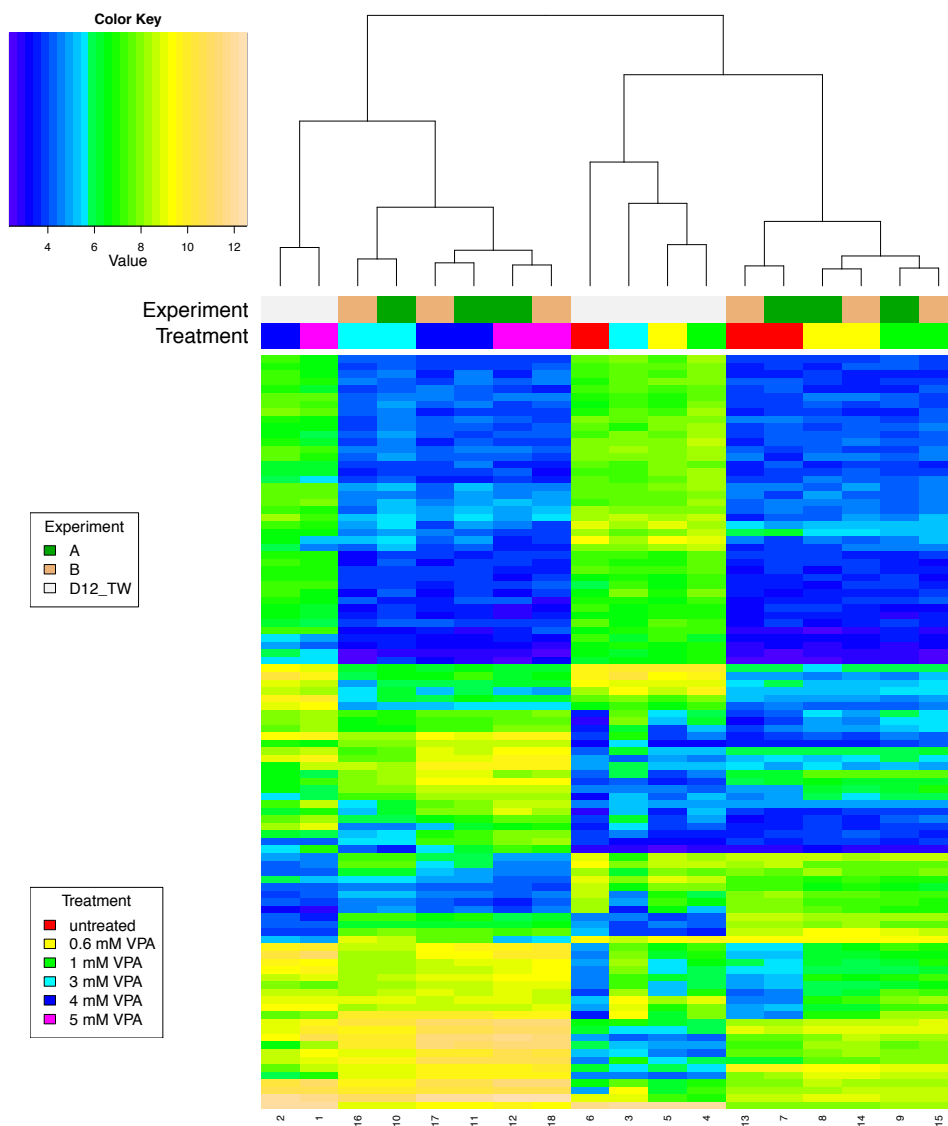 Color Key
4 6 8 10 12
Value
Experiment
Treatment
Experiment
A
B
D12_TW
Treatment
untreated
0.6 mM VPA
1 mM VPA
3 mM VPA
4 mM VPA
5 mM VPA
2 1 16 10 17 11 12 18 6 3 5 4 13 7 8 14 9 15